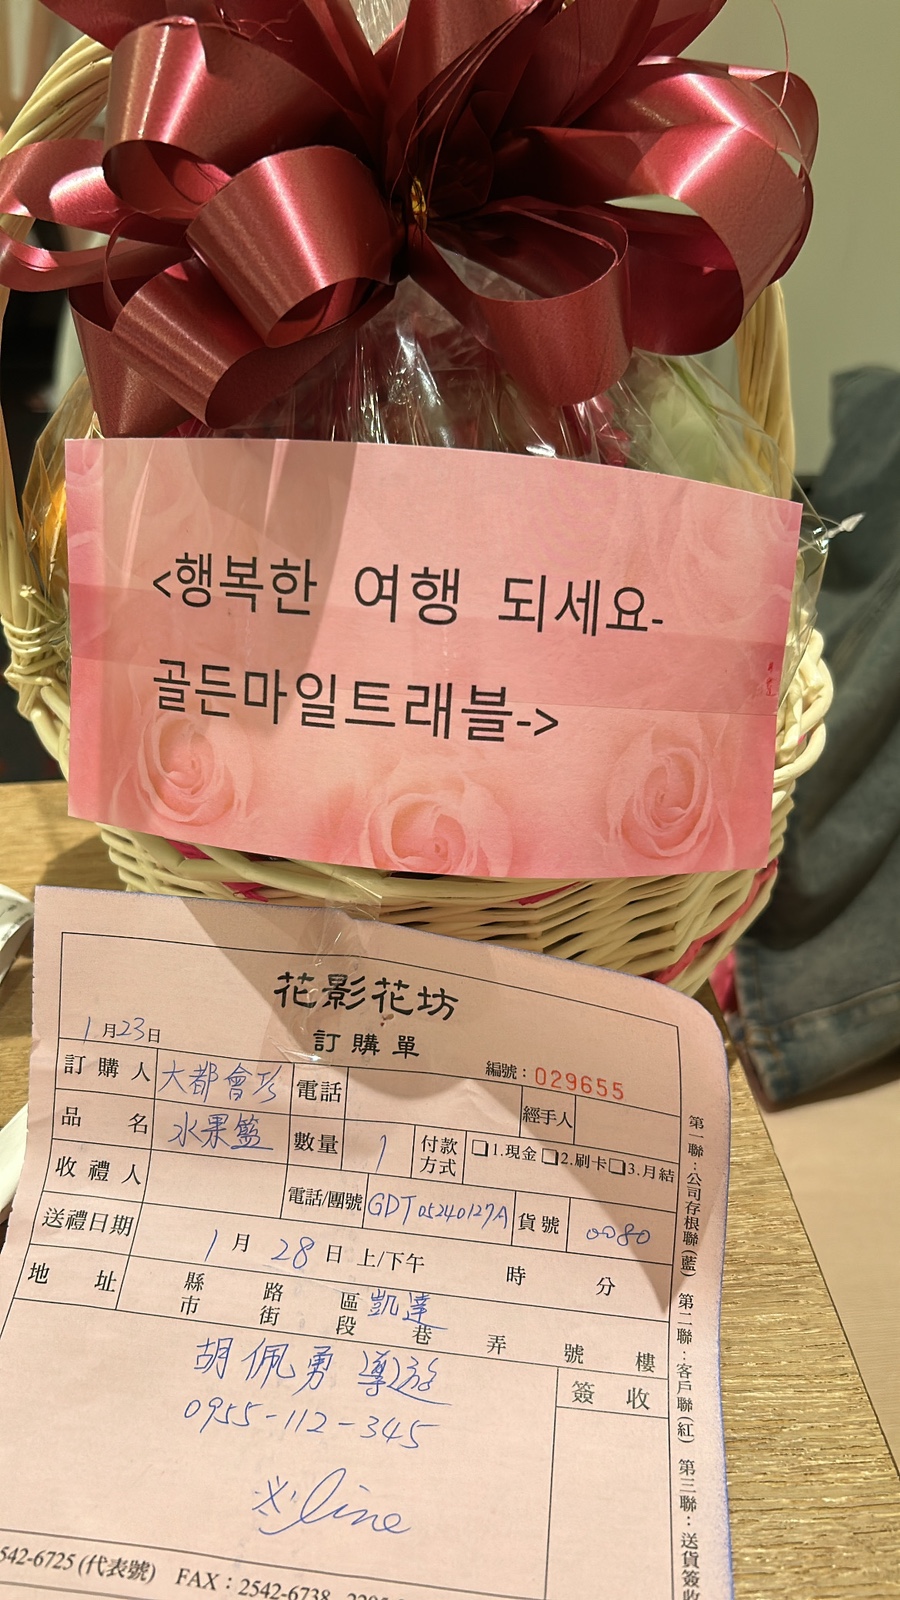 <행복한 여행 되세요-
골든마일트래블->
花影花坊
訂購單
1月23日
編號：029655
訂購人 大都會 電話 經手人
品名 水果籃 數量 1 付款方式 1.現金 2.刷卡 3.月結
收禮人 電話/團號 GDT05240127A 貨號 0080
送禮日期 1月28日 上/下午 時 分
地址 縣市 路街 區段 凱達 巷 弄 號 樓
胡佩勇 導遊
簽收
0955-112-345
※line
542-6725 (代表號) FAX：2542-6738
第一聯：公司存根聯(藍) 第二聯：客戶聯(紅) 第三聯：送貨簽收